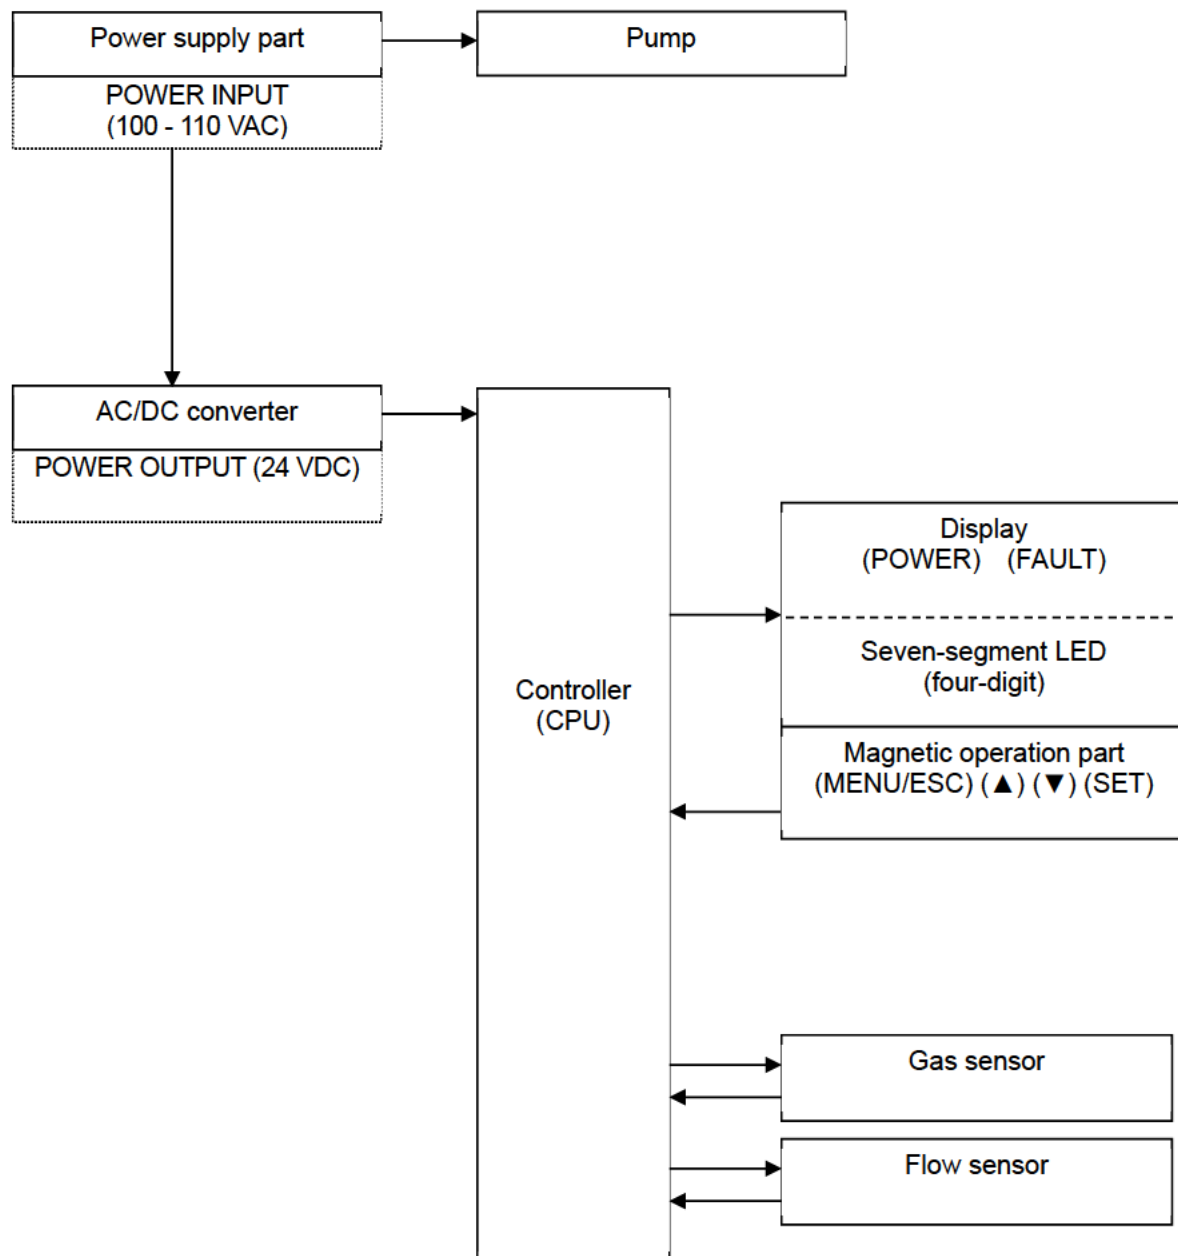 Power supply part
Pump
POWER INPUT
(100 - 110 VAC)
AC/DC converter
POWER OUTPUT (24 VDC)
Controller
(CPU)
Display
(POWER) (FAULT)
Seven-segment LED
(four-digit)
Magnetic operation part
(MENU/ESC) (▲) (▼) (SET)
Gas sensor
Flow sensor